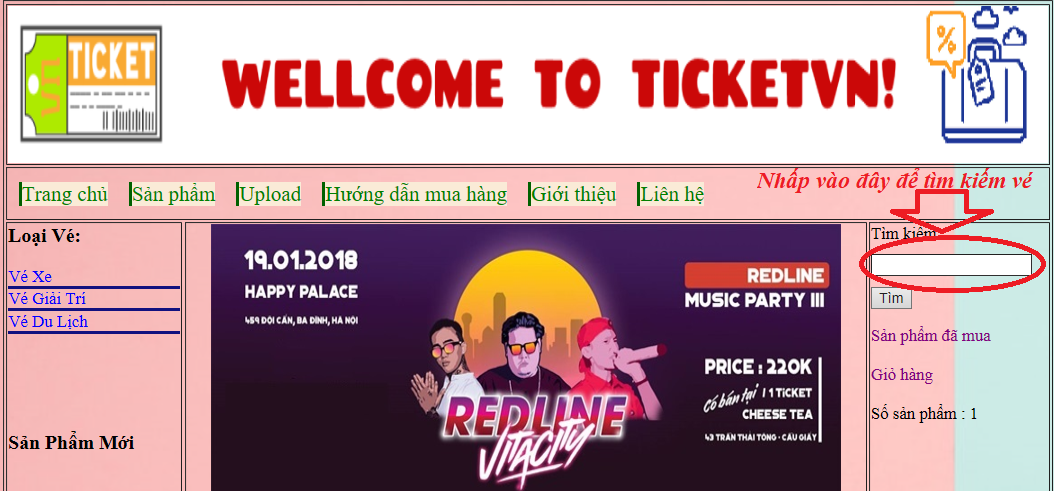 TICKET
vn
WELLCOME TO TICKETVN!
%
Nhấp vào đây để tìm kiếm vé
Trang chủ Sản phẩm Upload Hướng dẫn mua hàng Giới thiệu Liên hệ
Loại Vé:
Vé Xe
Vé Giải Trí
Vé Du Lịch
Sản Phẩm Mới
19.01.2018
HAPPY PALACE
459 ĐỘI CẤN, BA ĐÌNH, HÀ NỘI
REDLINE
MUSIC PARTY III
PRICE : 220K
Có bán tại / 1 TICKET
CHEESE TEA
43 TRẦN THÁI TÔNG - CẦU GIẤY
REDLINE
VITACITY
Tìm kiếm
Tìm
Sản phẩm đã mua
Giỏ hàng
Số sản phẩm : 1